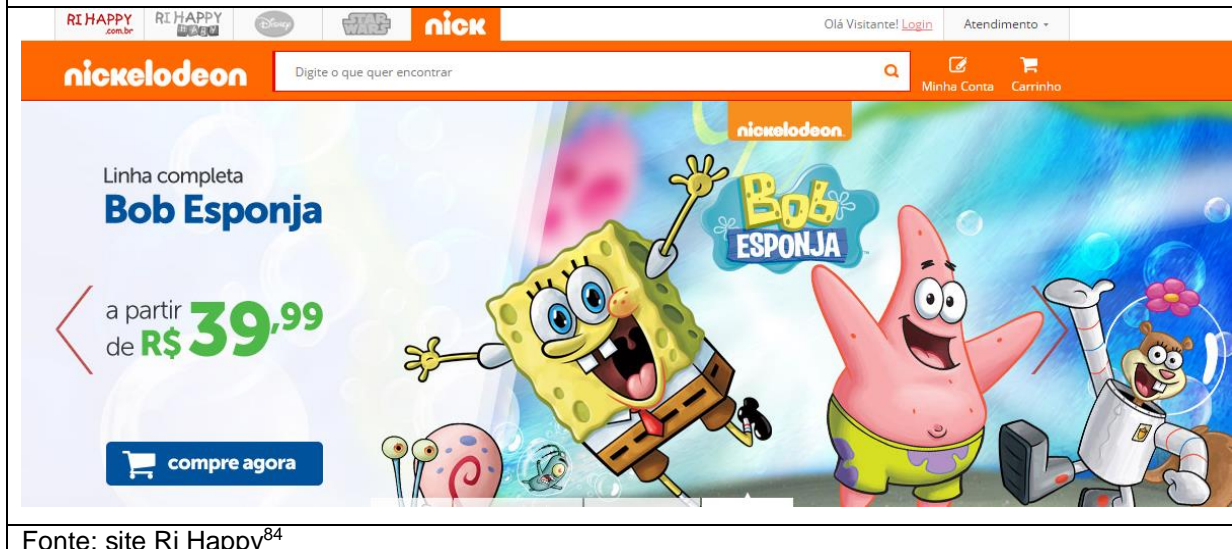 RI HAPPY
.com.br
RI HAPPY
BABY
Disney
STAR
WARS
nick
Olá Visitante! Login
Atendimento
nickelodeon
Digite o que quer encontrar
Minha Conta
Carrinho
nickelodeon
Linha completa
Bob Esponja
Bob
ESPONJA
a partir
de R$ 39,99
compre agora
Fonte: site Ri Happy84